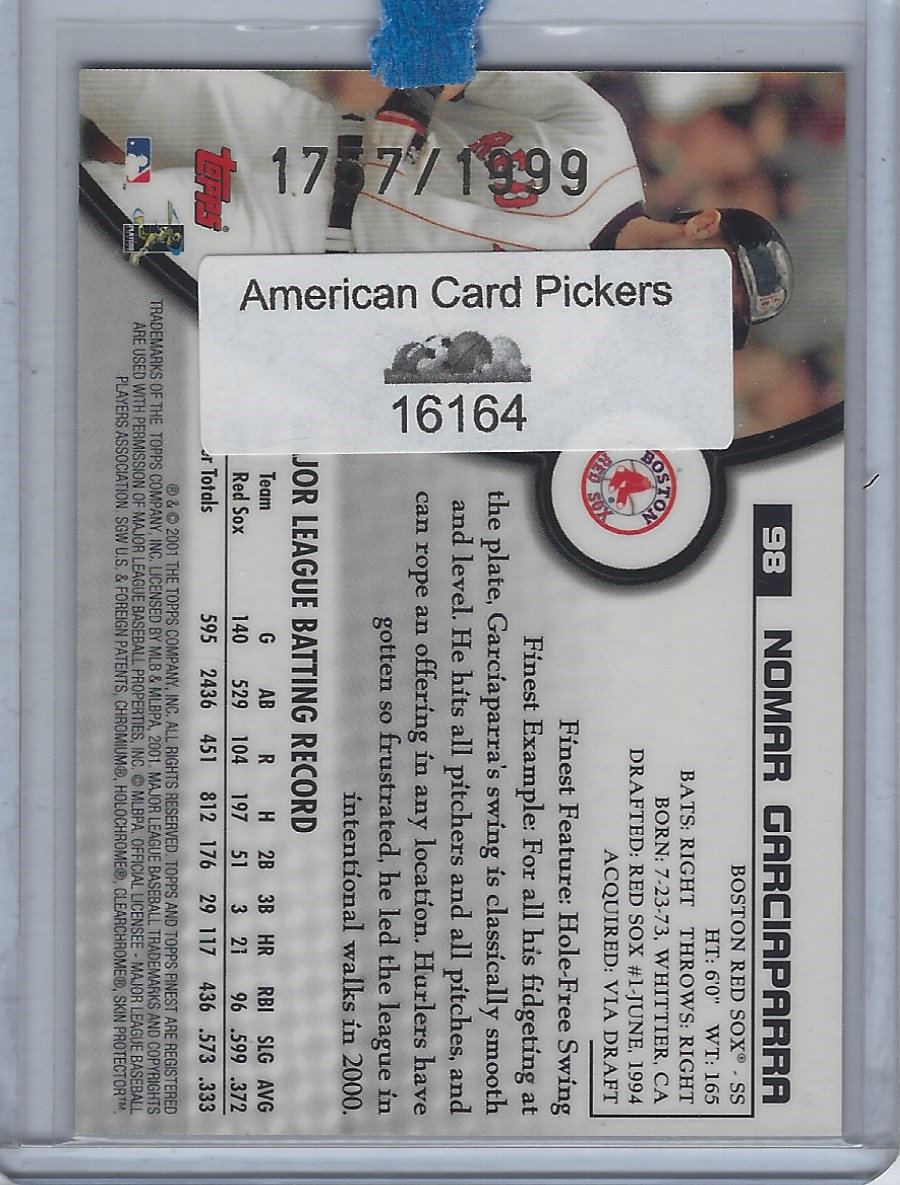 1757/1999
topps
American Card Pickers
16164
BOSTON
RED SOX
98 NOMAR GARCIAPARRA
BOSTON RED SOX® - SS
HT: 6'0" WT: 165
BATS: RIGHT THROWS: RIGHT
BORN: 7-23-73, WHITTIER, CA
DRAFTED: RED SOX #1-JUNE, 1994
ACQUIRED: VIA DRAFT
Finest Feature: Hole-Free Swing
Finest Example: For all his fidgeting at
the plate, Garciaparra's swing is classically smooth
and level. He hits all pitchers and all pitches, and
can rope an offering in any location. Hurlers have
gotten so frustrated, he led the league in
intentional walks in 2000.
JOR LEAGUE BATTING RECORD
Team G AB R H 2B 3B HR RBI SLG AVG
Red Sox 140 529 104 197 51 3 21 96 .599 .372
r Totals 595 2436 451 812 176 29 117 436 .573 .333
® & © 2001 THE TOPPS COMPANY, INC. ALL RIGHTS RESERVED. TOPPS AND TOPPS FINEST ARE REGISTERED
TRADEMARKS OF THE TOPPS COMPANY, INC. LICENSED BY MLB & MLBPA, 2001. MAJOR LEAGUE BASEBALL TRADEMARKS AND COPYRIGHTS
ARE USED WITH PERMISSION OF MAJOR LEAGUE BASEBALL PROPERTIES, INC. © MLBPA. OFFICIAL LICENSEE - MAJOR LEAGUE BASEBALL
PLAYERS ASSOCIATION. SGW U.S. & FOREIGN PATENTS, CHROMIUM®, HOLOCHROME®, CLEARCHROME®, SKIN PROTECTOR™.